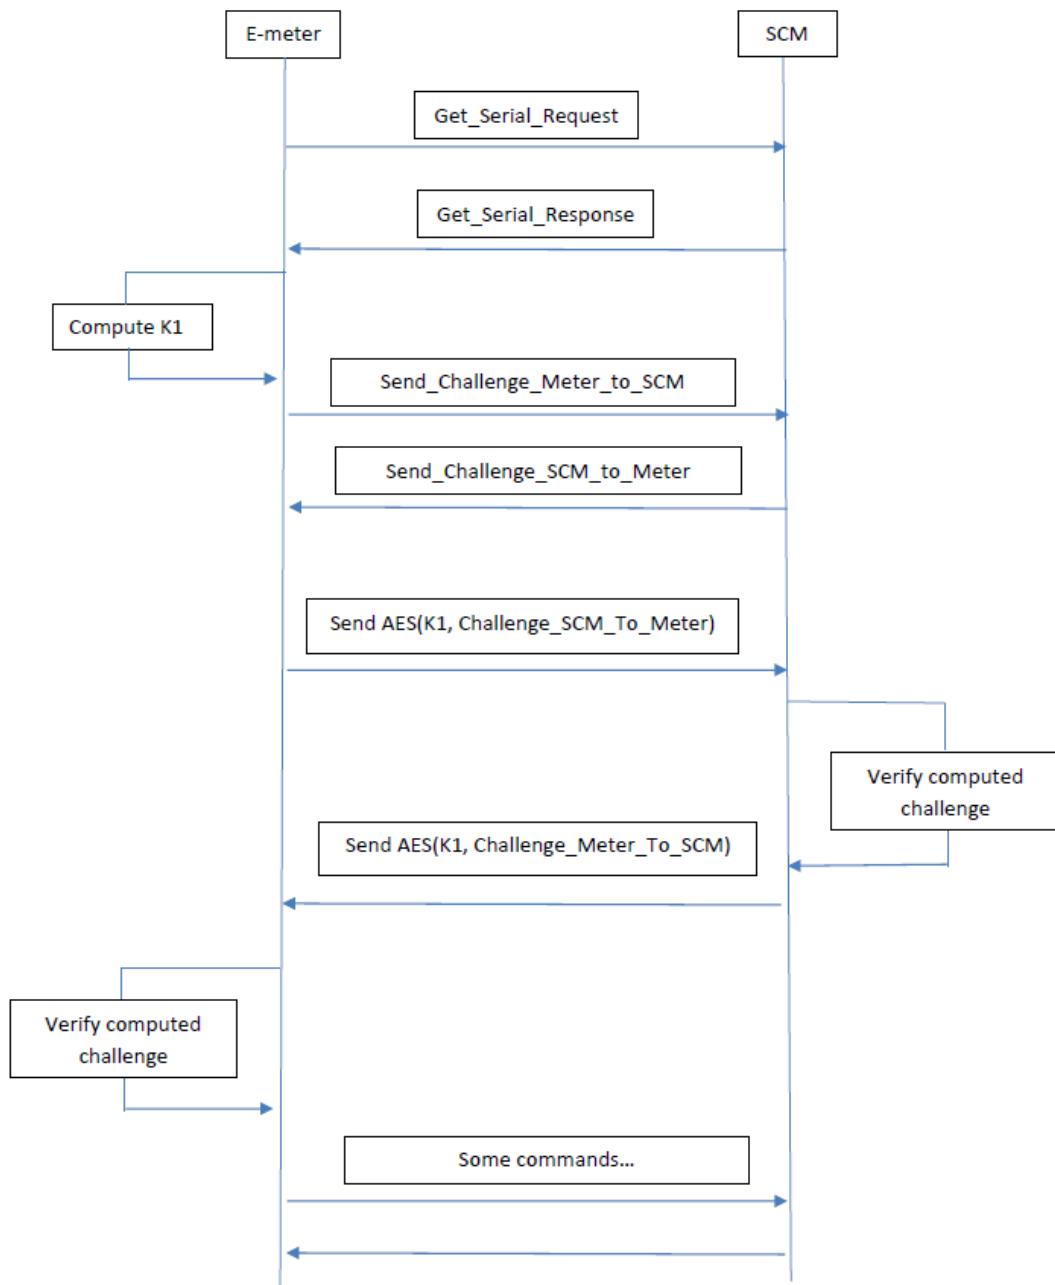 E-meter
SCM
Get_Serial_Request
Get_Serial_Response
Compute K1
Send_Challenge_Meter_to_SCM
Send_Challenge_SCM_to_Meter
Send AES(K1, Challenge_SCM_To_Meter)
Verify computed
challenge
Send AES(K1, Challenge_Meter_To_SCM)
Verify computed
challenge
Some commands...